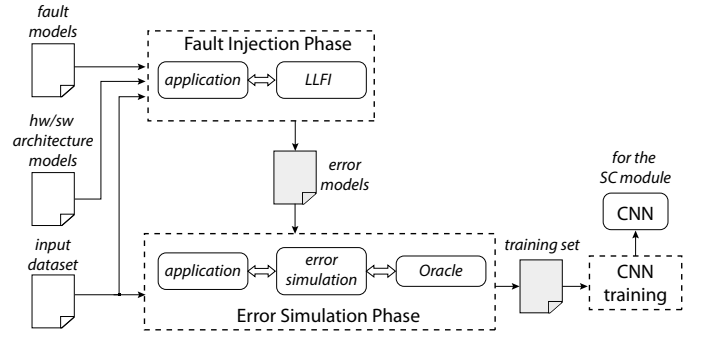 fault
models
Fault Injection Phase
application
LLFI
hw/sw
architecture
models
error
models
for the
SC module
CNN
input
dataset
application
error
simulation
Oracle
training set
CNN
training
Error Simulation Phase